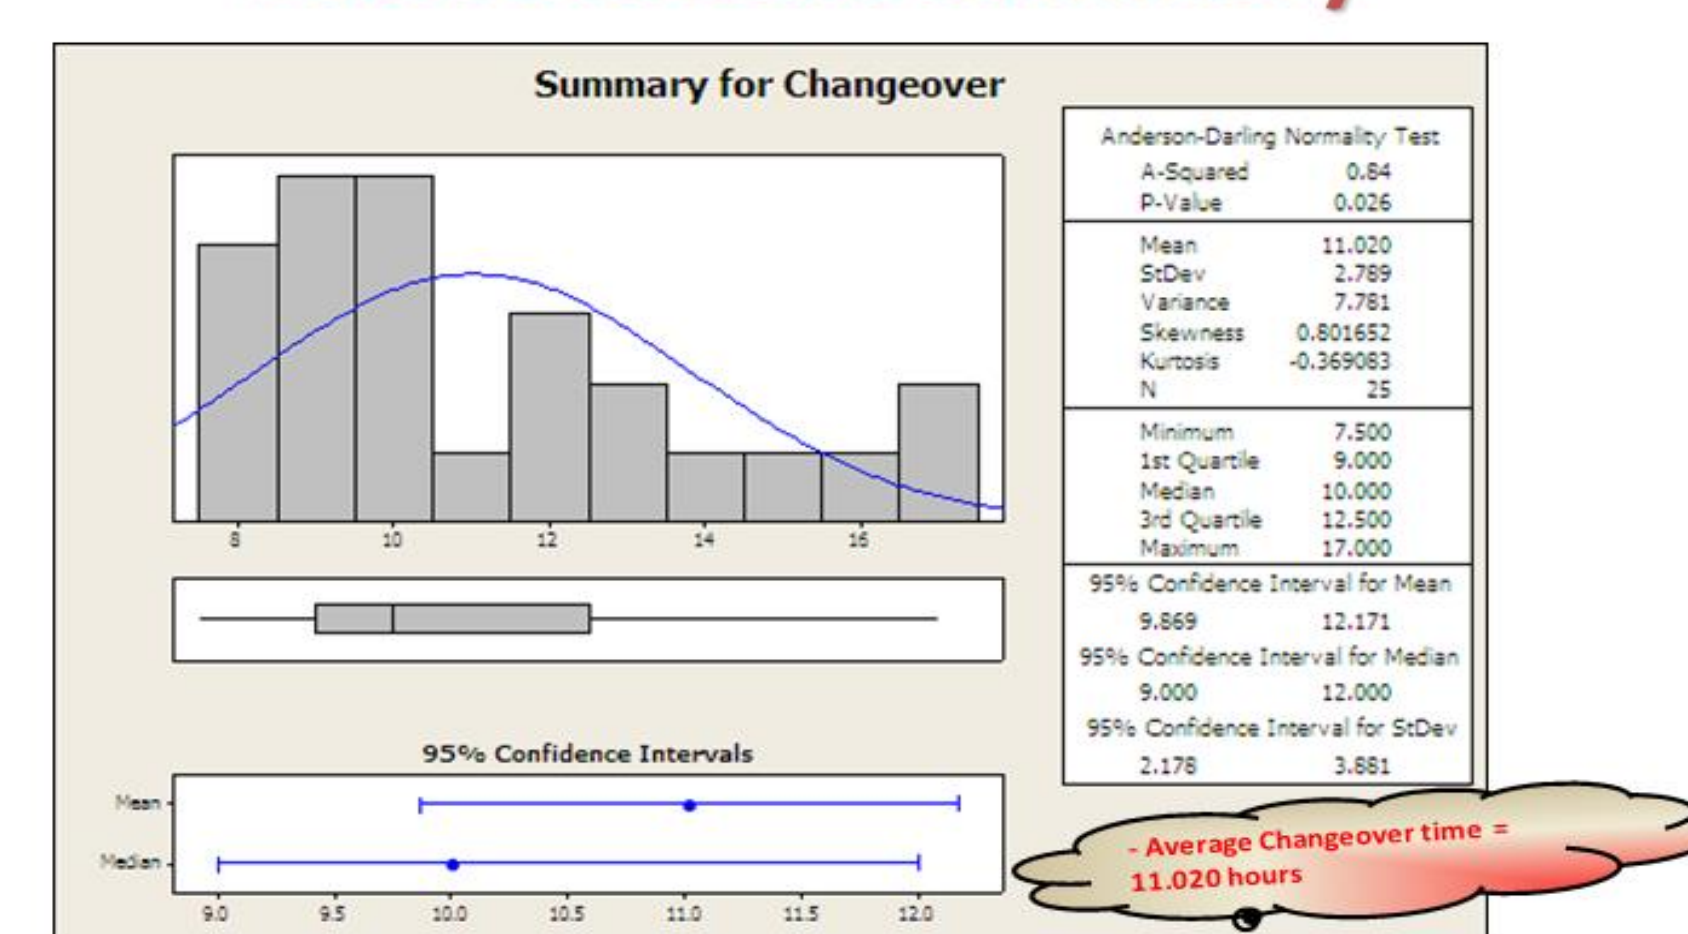 Summary for Changeover
8 10 12 14 16
95% Confidence Intervals
Mean
Median
9.0 9.5 10.0 10.5 11.0 11.5 12.0
Anderson-Darling Normality Test
A-Squared 0.84
P-Value 0.026
Mean 11.020
StDev 2.789
Variance 7.781
Skewness 0.801652
Kurtosis -0.369083
N 25
Minimum 7.500
1st Quartile 9.000
Median 10.000
3rd Quartile 12.500
Maximum 17.000
95% Confidence Interval for Mean
9.869 12.171
95% Confidence Interval for Median
9.000 12.000
95% Confidence Interval for StDev
2.178 3.881
- Average Changeover time =
11.020 hours